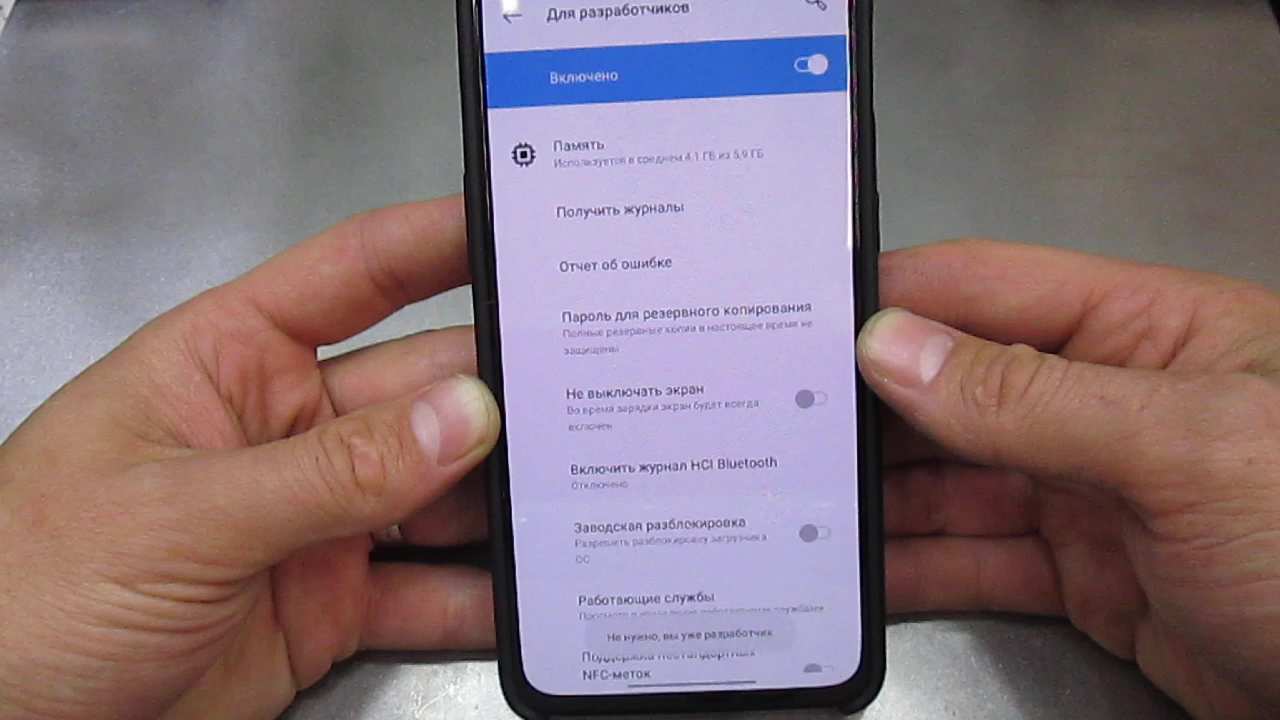 Для разработчиков
Включено
Память
Используется в среднем 4,1 ГБ из 5,9 ГБ
Получить журналы
Отчет об ошибке
Пароль для резервного копирования
Полные резервные копии в настоящее время не
защищены
Не выключать экран
Во время зарядки экран будет всегда
включен
Включить журнал HCI Bluetooth
Отключено
Заводская разблокировка
Разрешить разблокировку загрузчика
ОС
Работающие службы
Не нужно, вы уже разработчик
Поддержка нестандартных
NFC-меток